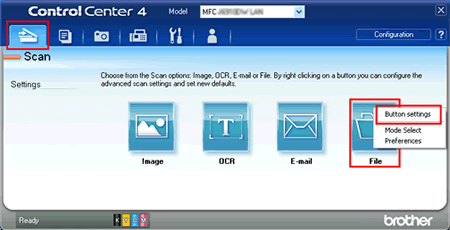 ControlCenter 4
Model
MFC
LAN
Configuration
?
Scan
Settings
Choose from the Scan options: Image, OCR, E-mail or File. By right clicking on a button you can configure the
advanced scan settings and set new defaults.
Button settings
Mode Select
Preferences
T
Image
OCR
E-mail
File
Ready
K Y C M
brother